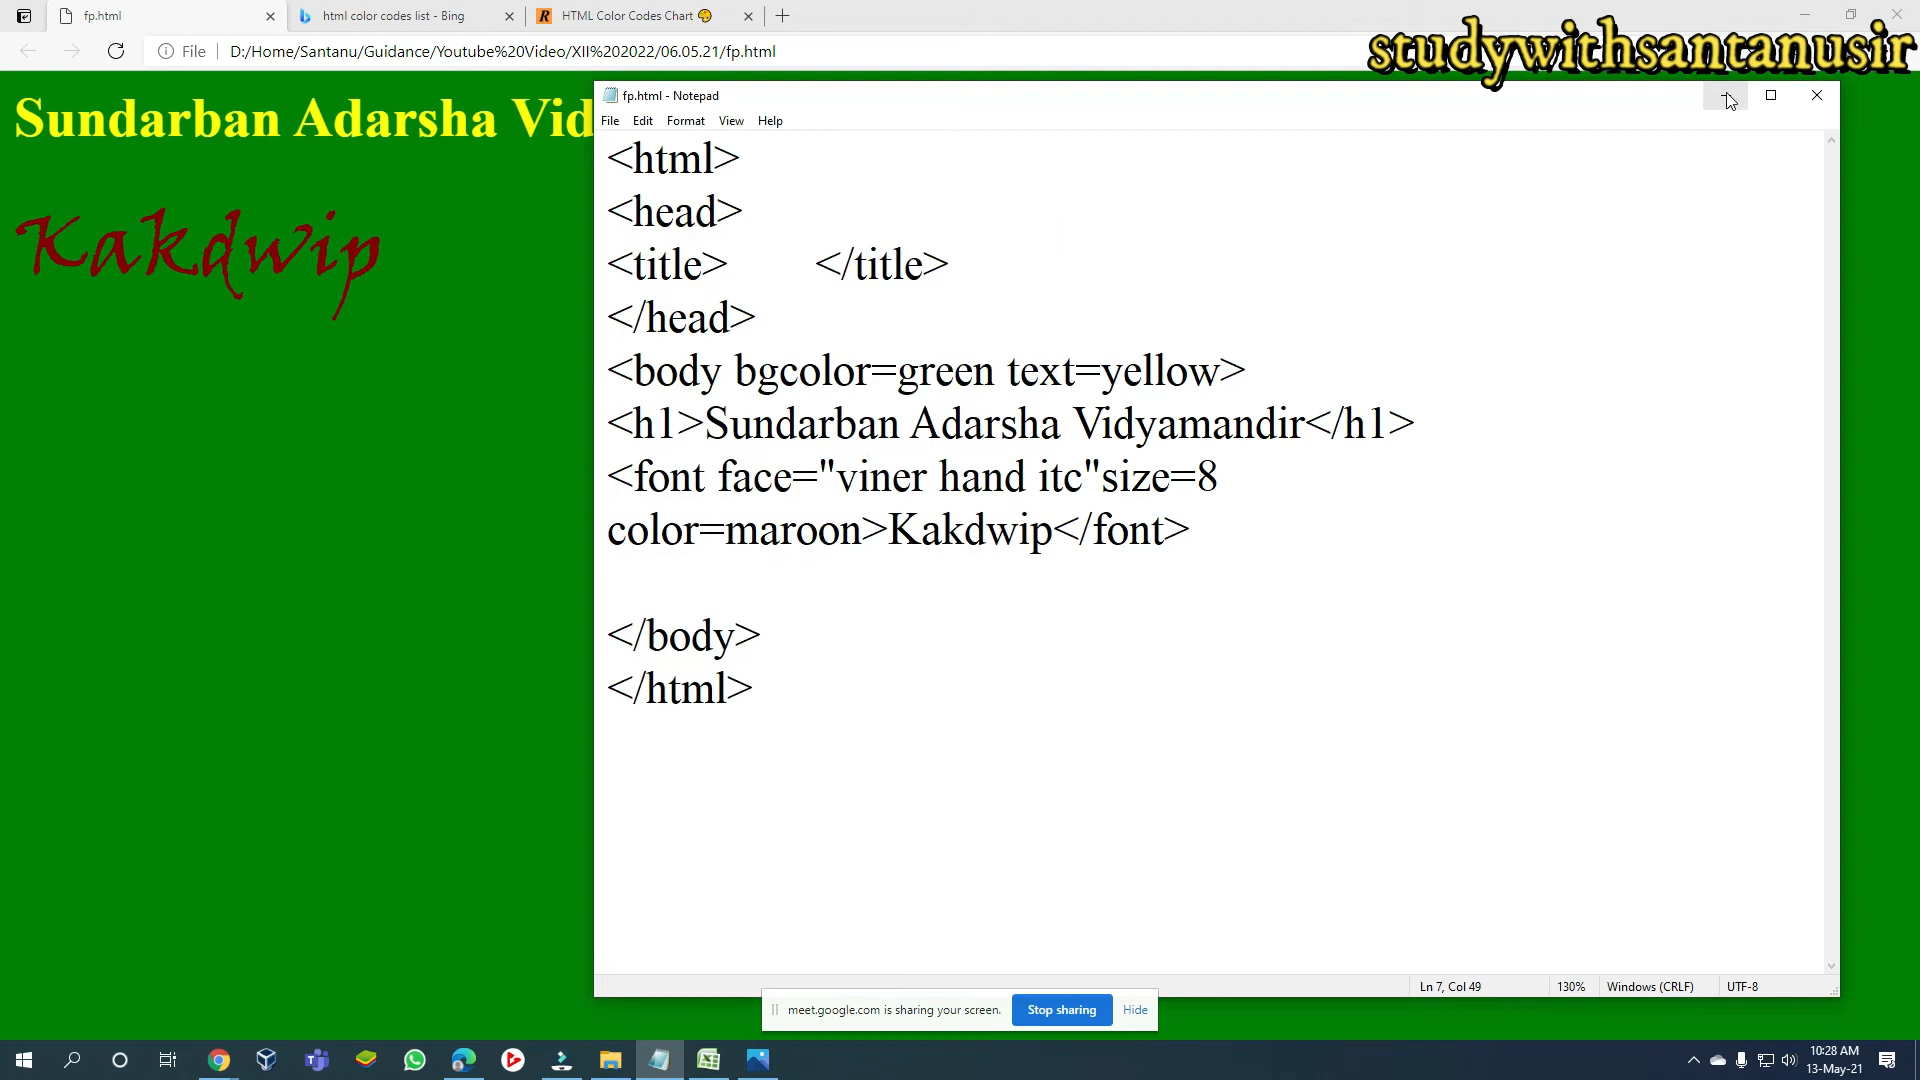 fp.html
html color codes list - Bing
HTML Color Codes Chart
studywithsantanusir
File
D:/Home/Santanu/Guidance/Youtube%20Video/XII%202022/06.05.21/fp.html
Sundarban Adarsha Vid
Kakdwip
fp.html - Notepad
File Edit Format View Help
<html>
<head>
<title> </title>
</head>
<body bgcolor=green text=yellow>
<h1>Sundarban Adarsha Vidyamandir</h1>
<font face="viner hand itc"size=8
color=maroon>Kakdwip</font>
</body>
</html>
Ln 7, Col 49 130% Windows (CRLF) UTF-8
meet.google.com is sharing your screen. Stop sharing Hide
10:28 AM
13-May-21